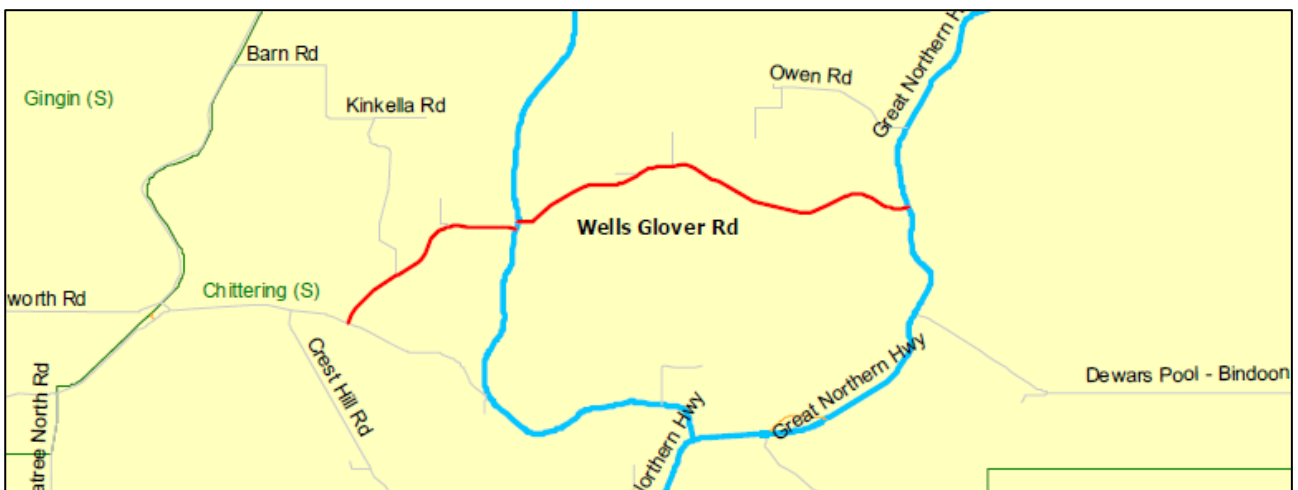 Great Northern H
Barn Rd
Owen Rd
Gingin (S)
Kinkella Rd
Wells Glover Rd
Chittering (S)
worth Rd
Crest Hill Rd
Great Northern Hwy
Dewars Pool - Bindoon
atree North Rd
Northern Hwy